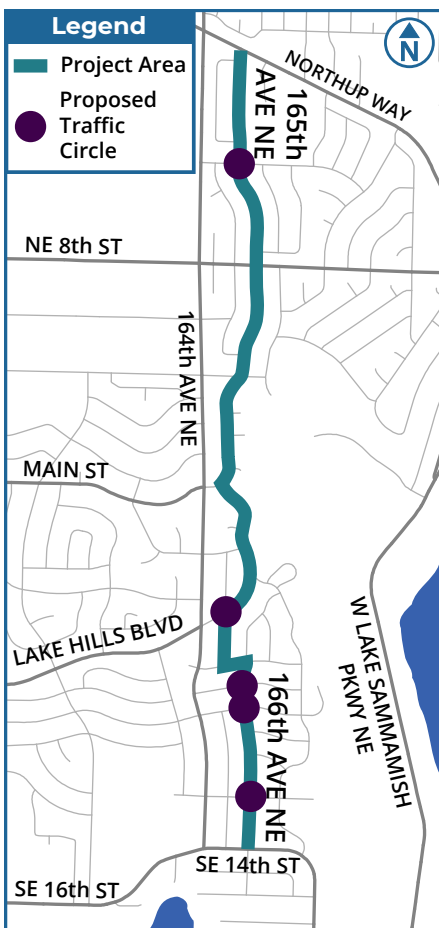 Legend
Project Area
Proposed
Traffic
Circle
N
NORTHUP WAY
165th
AVE NE
NE 8th ST
164th AVE NE
MAIN ST
LAKE HILLS BLVD
W LAKE SAMMAMISH
PKWY NE
166th AVE NE
SE 14th ST
SE 16th ST